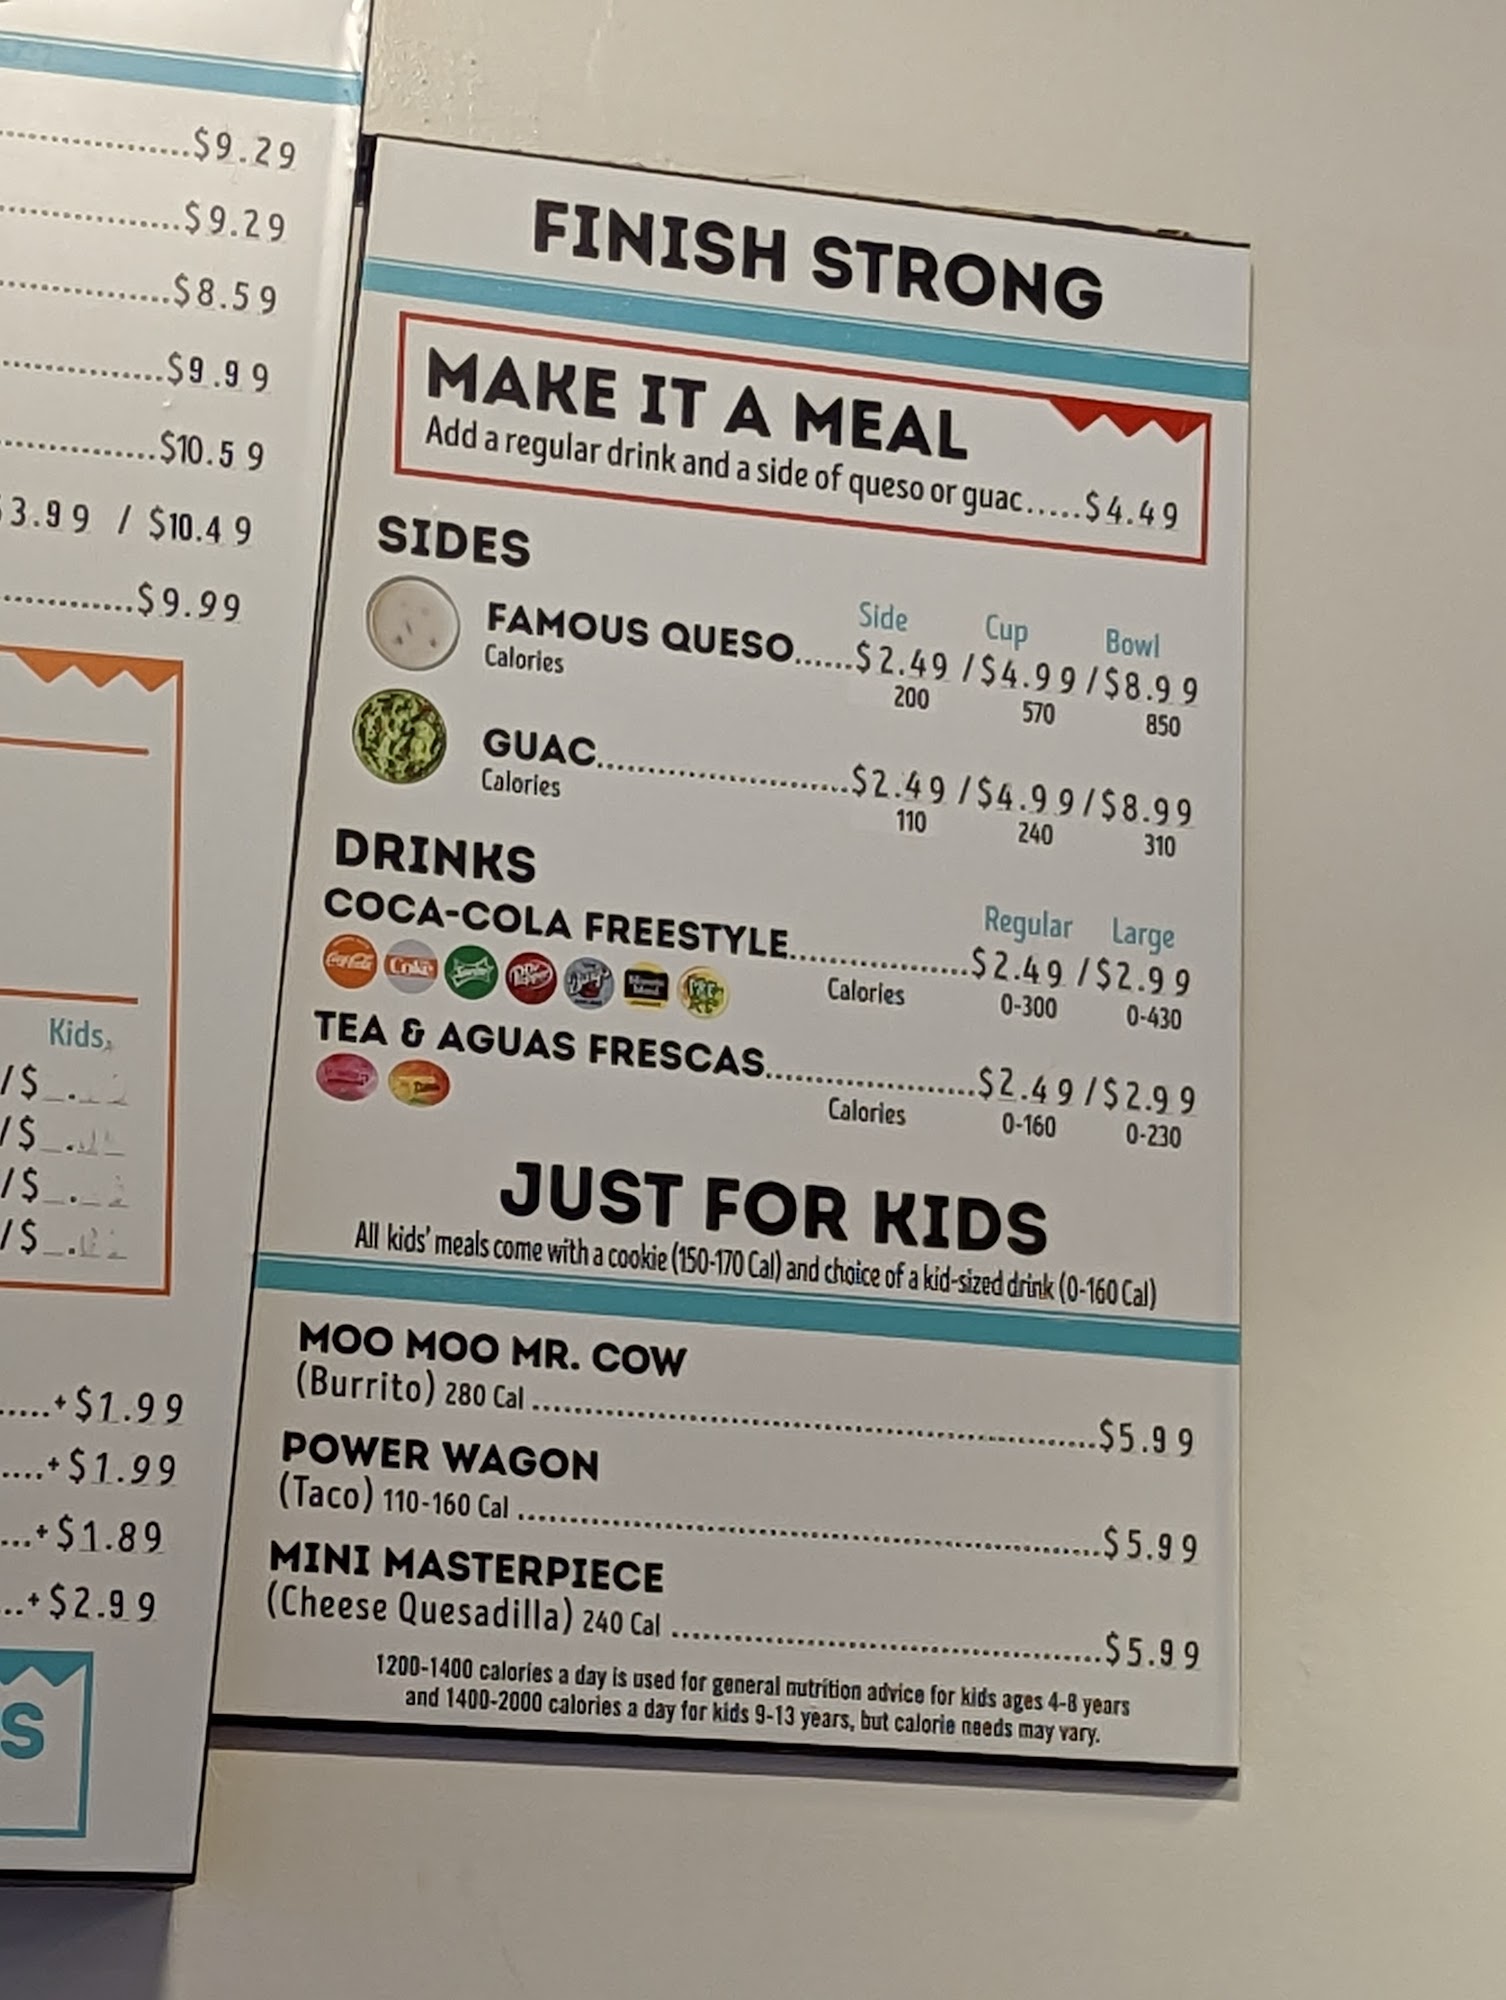 $9.29
$9.29
$8.59
$9.99
$10.59
3.99 / $10.49
$9.99
Kids
/$
/$
/$
/$
+$1.99
+$1.99
+$1.89
+$2.99
S
FINISH STRONG
MAKE IT A MEAL
Add a regular drink and a side of queso or guac.....$4.49
SIDES
Side Cup Bowl
FAMOUS QUESO......$2.49 /$4.99/$8.99
Calories 200 570 850
GUAC..............................$2.49 /$4.99/$8.99
Calories 110 240 310
DRINKS
Regular Large
COCA-COLA FREESTYLE......................$2.49 /$2.99
Coca-Cola Coke Dr Pepper
Calories 0-300 0-430
TEA & AGUAS FRESCAS.........................$2.49/$2.99
Calories 0-160 0-230
JUST FOR KIDS
All kids' meals come with a cookie (150-170 Cal) and choice of a kid-sized drink (0-160 Cal)
MOO MOO MR. COW
(Burrito) 280 Cal ..............................$5.99
POWER WAGON
(Taco) 110-160 Cal ..............................$5.99
MINI MASTERPIECE
(Cheese Quesadilla) 240 Cal ..............................$5.99
1200-1400 calories a day is used for general nutrition advice for kids ages 4-8 years
and 1400-2000 calories a day for kids 9-13 years, but calorie needs may vary.